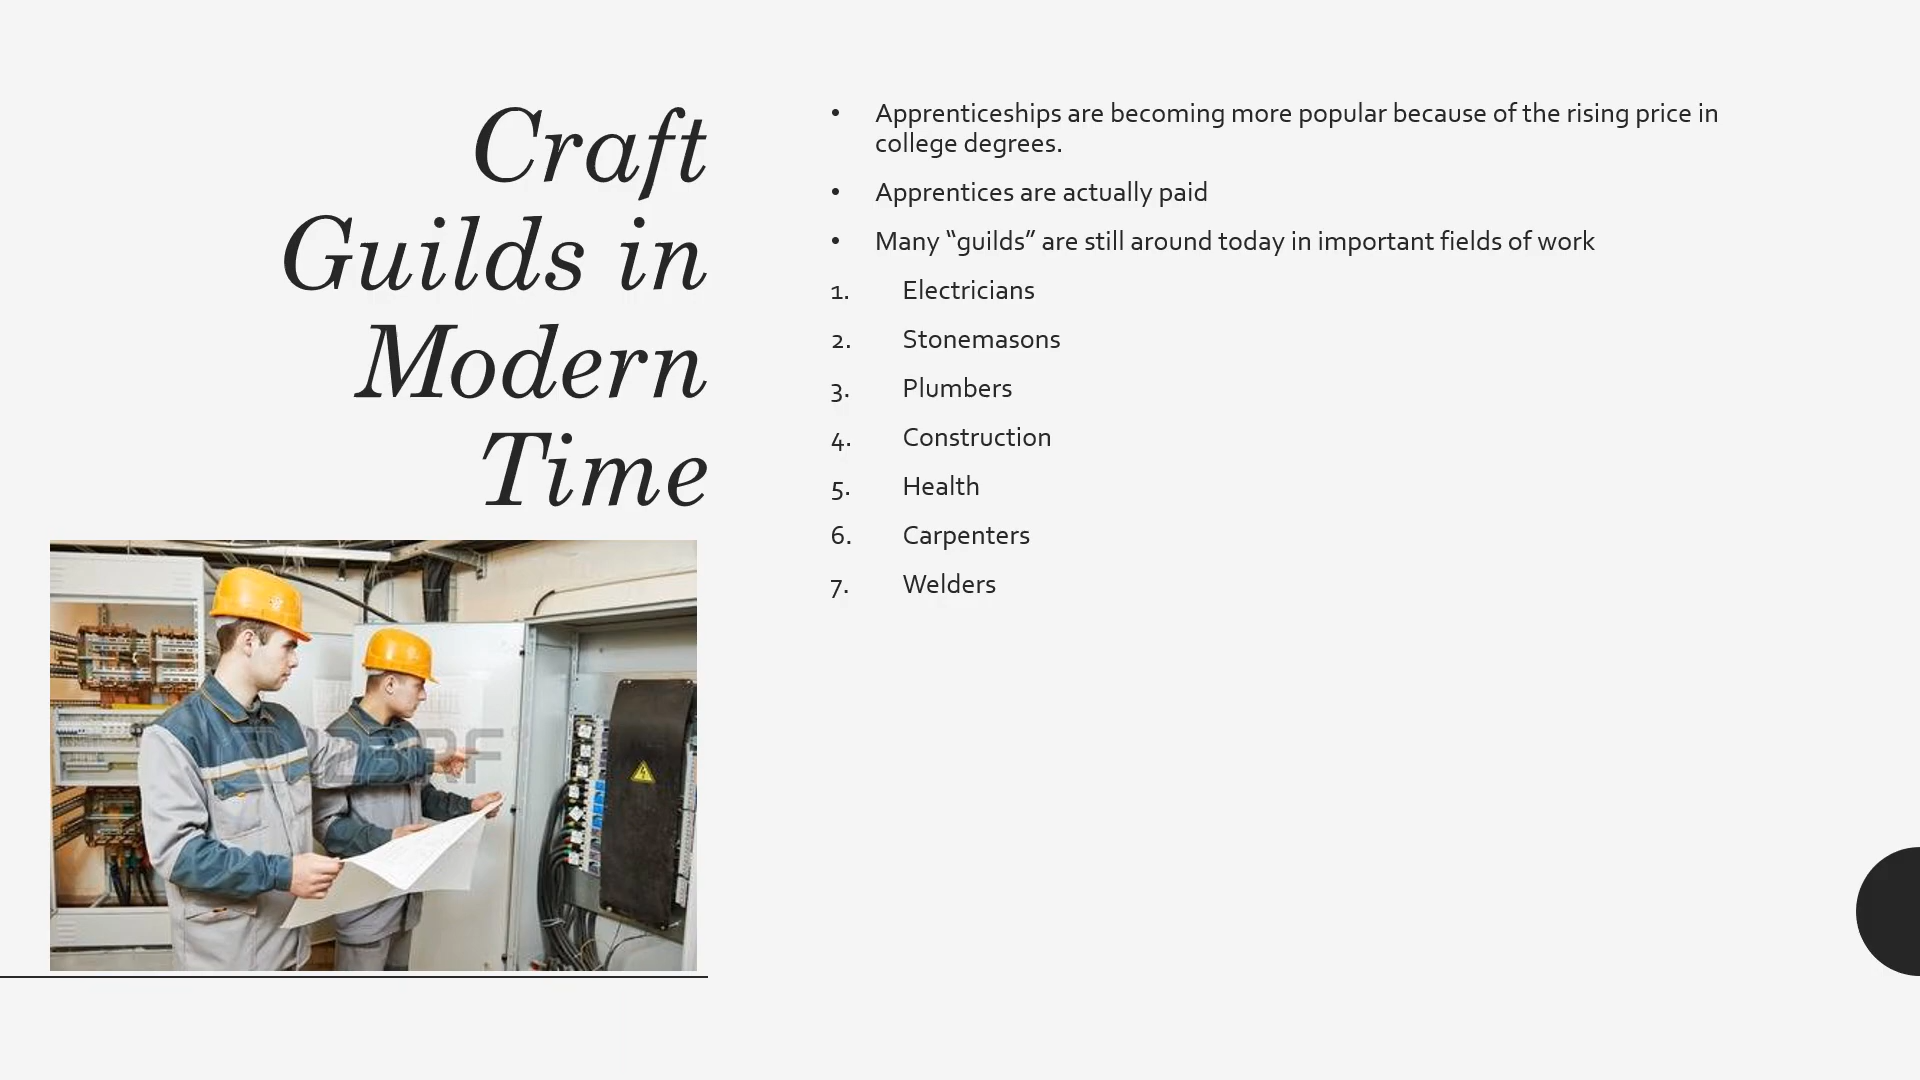 Craft
Guilds in
Modern
Time
• Apprenticeships are becoming more popular because of the rising price in
college degrees.
• Apprentices are actually paid
• Many “guilds” are still around today in important fields of work
1. Electricians
2. Stonemasons
3. Plumbers
4. Construction
5. Health
6. Carpenters
7. Welders
123RF